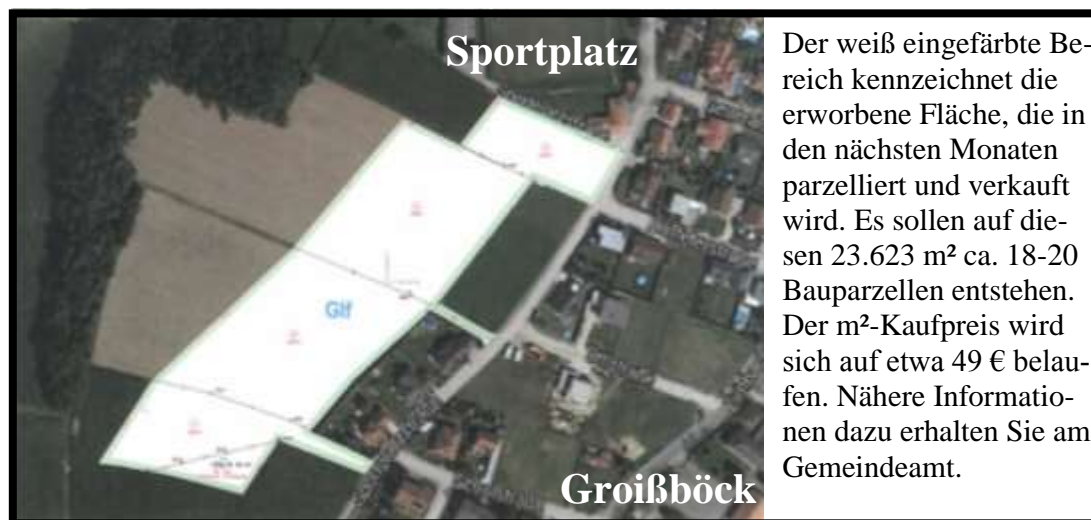 Sportplatz
Glf
Groißböck
Der weiß eingefärbte Be-
reich kennzeichnet die
erworbene Fläche, die in
den nächsten Monaten
parzelliert und verkauft
wird. Es sollen auf die-
sen 23.623 m² ca. 18-20
Bauparzellen entstehen.
Der m²-Kaufpreis wird
sich auf etwa 49 € belau-
fen. Nähere Informatio-
nen dazu erhalten Sie am
Gemeindeamt.